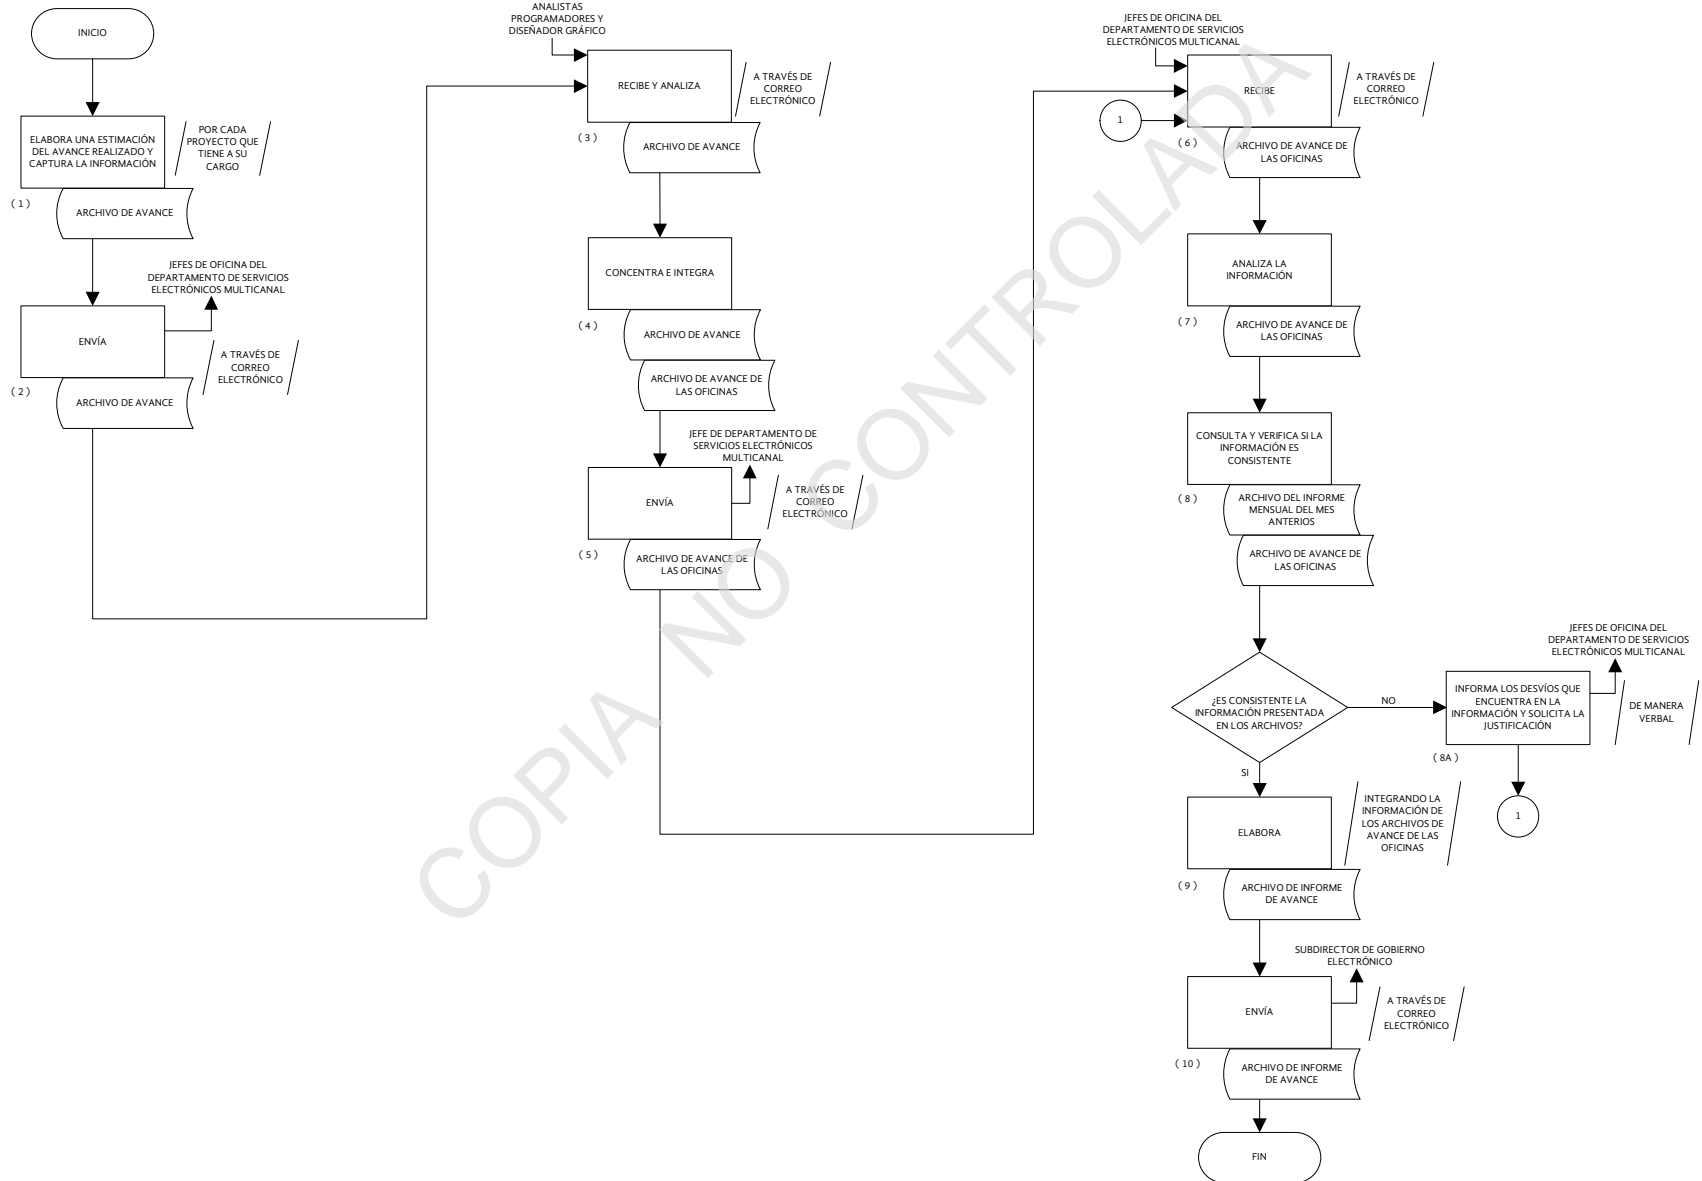 INICIO
ELABORA UNA ESTIMACIÓN
DEL AVANCE REALIZADO Y
CAPTURA LA INFORMACIÓN
POR CADA
PROYECTO QUE
TIENE A SU
CARGO
( 1 )
ARCHIVO DE AVANCE
JEFES DE OFICINA DEL
DEPARTAMENTO DE SERVICIOS
ELECTRÓNICOS MULTICANAL
ENVÍA
A TRAVÉS DE
CORREO
ELECTRÓNICO
( 2 )
ARCHIVO DE AVANCE
ANALISTAS
PROGRAMADORES Y
DISEÑADOR GRÁFICO
RECIBE Y ANALIZA
A TRAVÉS DE
CORREO
ELECTRÓNICO
( 3 )
ARCHIVO DE AVANCE
CONCENTRA E INTEGRA
( 4 )
ARCHIVO DE AVANCE
ARCHIVO DE AVANCE DE
LAS OFICINAS
JEFE DE DEPARTAMENTO DE
SERVICIOS ELECTRÓNICOS
MULTICANAL
ENVÍA
A TRAVÉS DE
CORREO
ELECTRÓNICO
( 5 )
ARCHIVO DE AVANCE DE
LAS OFICINAS
JEFES DE OFICINA DEL
DEPARTAMENTO DE SERVICIOS
ELECTRÓNICOS MULTICANAL
RECIBE
A TRAVÉS DE
CORREO
ELECTRÓNICO
1
( 6 )
ARCHIVO DE AVANCE DE
LAS OFICINAS
ANALIZA LA
INFORMACIÓN
( 7 )
ARCHIVO DE AVANCE DE
LAS OFICINAS
CONSULTA Y VERIFICA SI LA
INFORMACIÓN ES
CONSISTENTE
( 8 )
ARCHIVO DEL INFORME
MENSUAL DEL MES
ANTERIOS
ARCHIVO DE AVANCE DE
LAS OFICINAS
¿ES CONSISTENTE LA
INFORMACIÓN PRESENTADA
EN LOS ARCHIVOS?
NO
JEFES DE OFICINA DEL
DEPARTAMENTO DE SERVICIOS
ELECTRÓNICOS MULTICANAL
INFORMA LOS DESVÍOS QUE
ENCUENTRA EN LA
INFORMACIÓN Y SOLICITA LA
JUSTIFICACIÓN
DE MANERA
VERBAL
( 8A )
1
SI
ELABORA
INTEGRANDO LA
INFORMACIÓN DE
LOS ARCHIVOS DE
AVANCE DE LAS
OFICINAS
( 9 )
ARCHIVO DE INFORME
DE AVANCE
SUBDIRECTOR DE GOBIERNO
ELECTRÓNICO
ENVÍA
A TRAVÉS DE
CORREO
ELECTRÓNICO
( 10 )
ARCHIVO DE INFORME
DE AVANCE
FIN
COPIA NO CONTROLADA